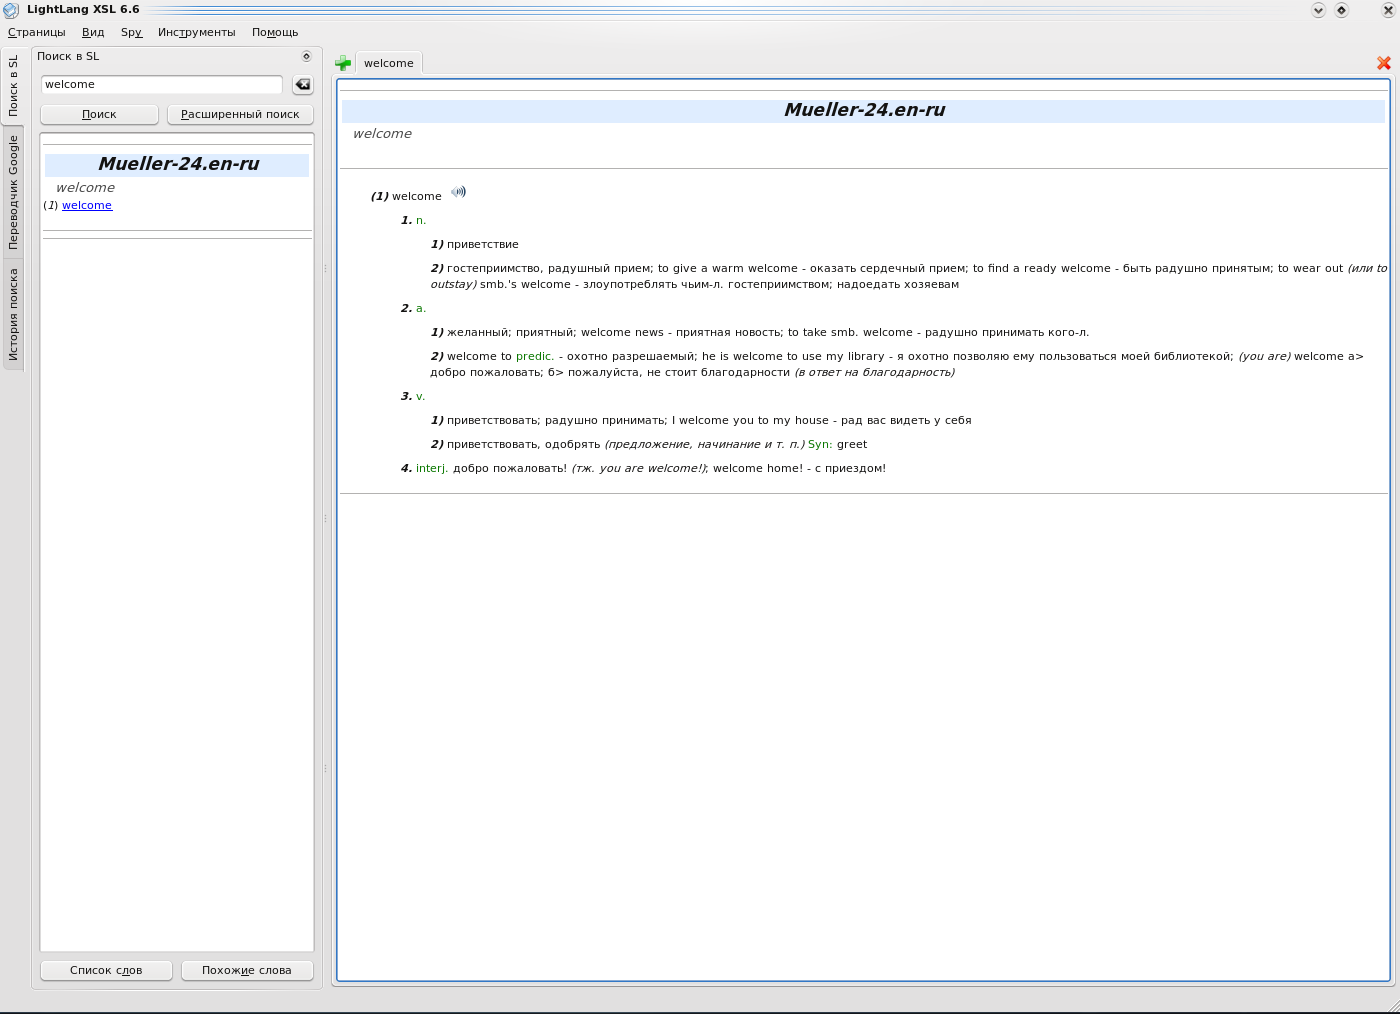 LightLang XSL 6.6
Страницы Вид Spy Инструменты Помощь
Поиск в SL
Переводчик Google
История поиска
Поиск в SL
welcome
Поиск Расширенный поиск
Mueller-24.en-ru
welcome
(1) welcome
Список слов Похожие слова
welcome
Mueller-24.en-ru
welcome
(1) welcome
1. n.
1) приветствие
2) гостеприимство, радушный прием; to give a warm welcome - оказать сердечный прием; to find a ready welcome - быть радушно принятым; to wear out (или to
outstay) smb.'s welcome - злоупотреблять чьим-л. гостеприимством; надоедать хозяевам
2. a.
1) желанный; приятный; welcome news - приятная новость; to take smb. welcome - радушно принимать кого-л.
2) welcome to predic. - охотно разрешаемый; he is welcome to use my library - я охотно позволяю ему пользоваться моей библиотекой; (you are) welcome а>
добро пожаловать; б> пожалуйста, не стоит благодарности (в ответ на благодарность)
3. v.
1) приветствовать; радушно принимать; I welcome you to my house - рад вас видеть у себя
2) приветствовать, одобрять (предложение, начинание и т. п.) Syn: greet
4. interj. добро пожаловать! (тж. you are welcome!); welcome home! - с приездом!